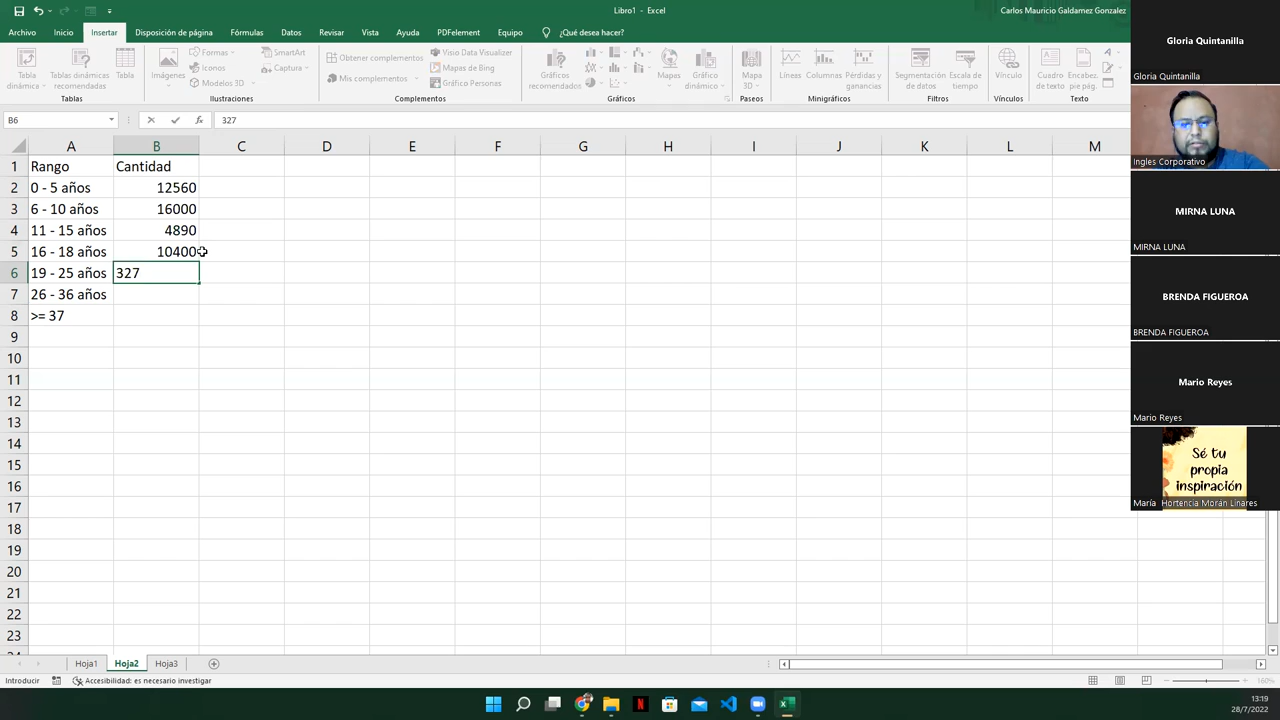 Libro1 - Excel
Carlos Mauricio Galdamez Gonzalez
Archivo Inicio Insertar Disposición de página Fórmulas Datos Revisar Vista Ayuda PDFelement Equipo ¿Qué desea hacer?
Tabla dinámica
Tablas dinámicas recomendadas
Tabla
Tablas
Imágenes
Formas
Iconos
Modelos 3D
SmartArt
Captura
Ilustraciones
Obtener complementos
Mis complementos
Visio Data Visualizer
Mapas de Bing
Gráfico Personas
Complementos
Gráficos recomendados
Mapas
Gráfico dinámico
Gráficos
Mapa 3D
Paseos
Líneas
Columnas
Pérdidas y ganancias
Minigráficos
Segmentación de datos
Escala de tiempo
Filtros
Vínculo
Vínculos
Cuadro de texto
Encabez. pie pág.
Texto
B6 fx 327
A B C D E F G H I J K L M
1 Rango Cantidad
2 0 - 5 años 12560
3 6 - 10 años 16000
4 11 - 15 años 4890
5 16 - 18 años 10400
6 19 - 25 años 327
7 26 - 36 años
8 >= 37
9
10
11
12
13
14
15
16
17
18
19
20
21
22
23
Hoja1 Hoja2 Hoja3
Introducir Accesibilidad: es necesario investigar 160%
13:19
28/7/2022
Gloria Quintanilla
Gloria Quintanilla
Ingles Corporativo
MIRNA LUNA
MIRNA LUNA
BRENDA FIGUEROA
BRENDA FIGUEROA
Mario Reyes
Mario Reyes
Sé tu
propia
inspiración
María Hortencia Morán Linares